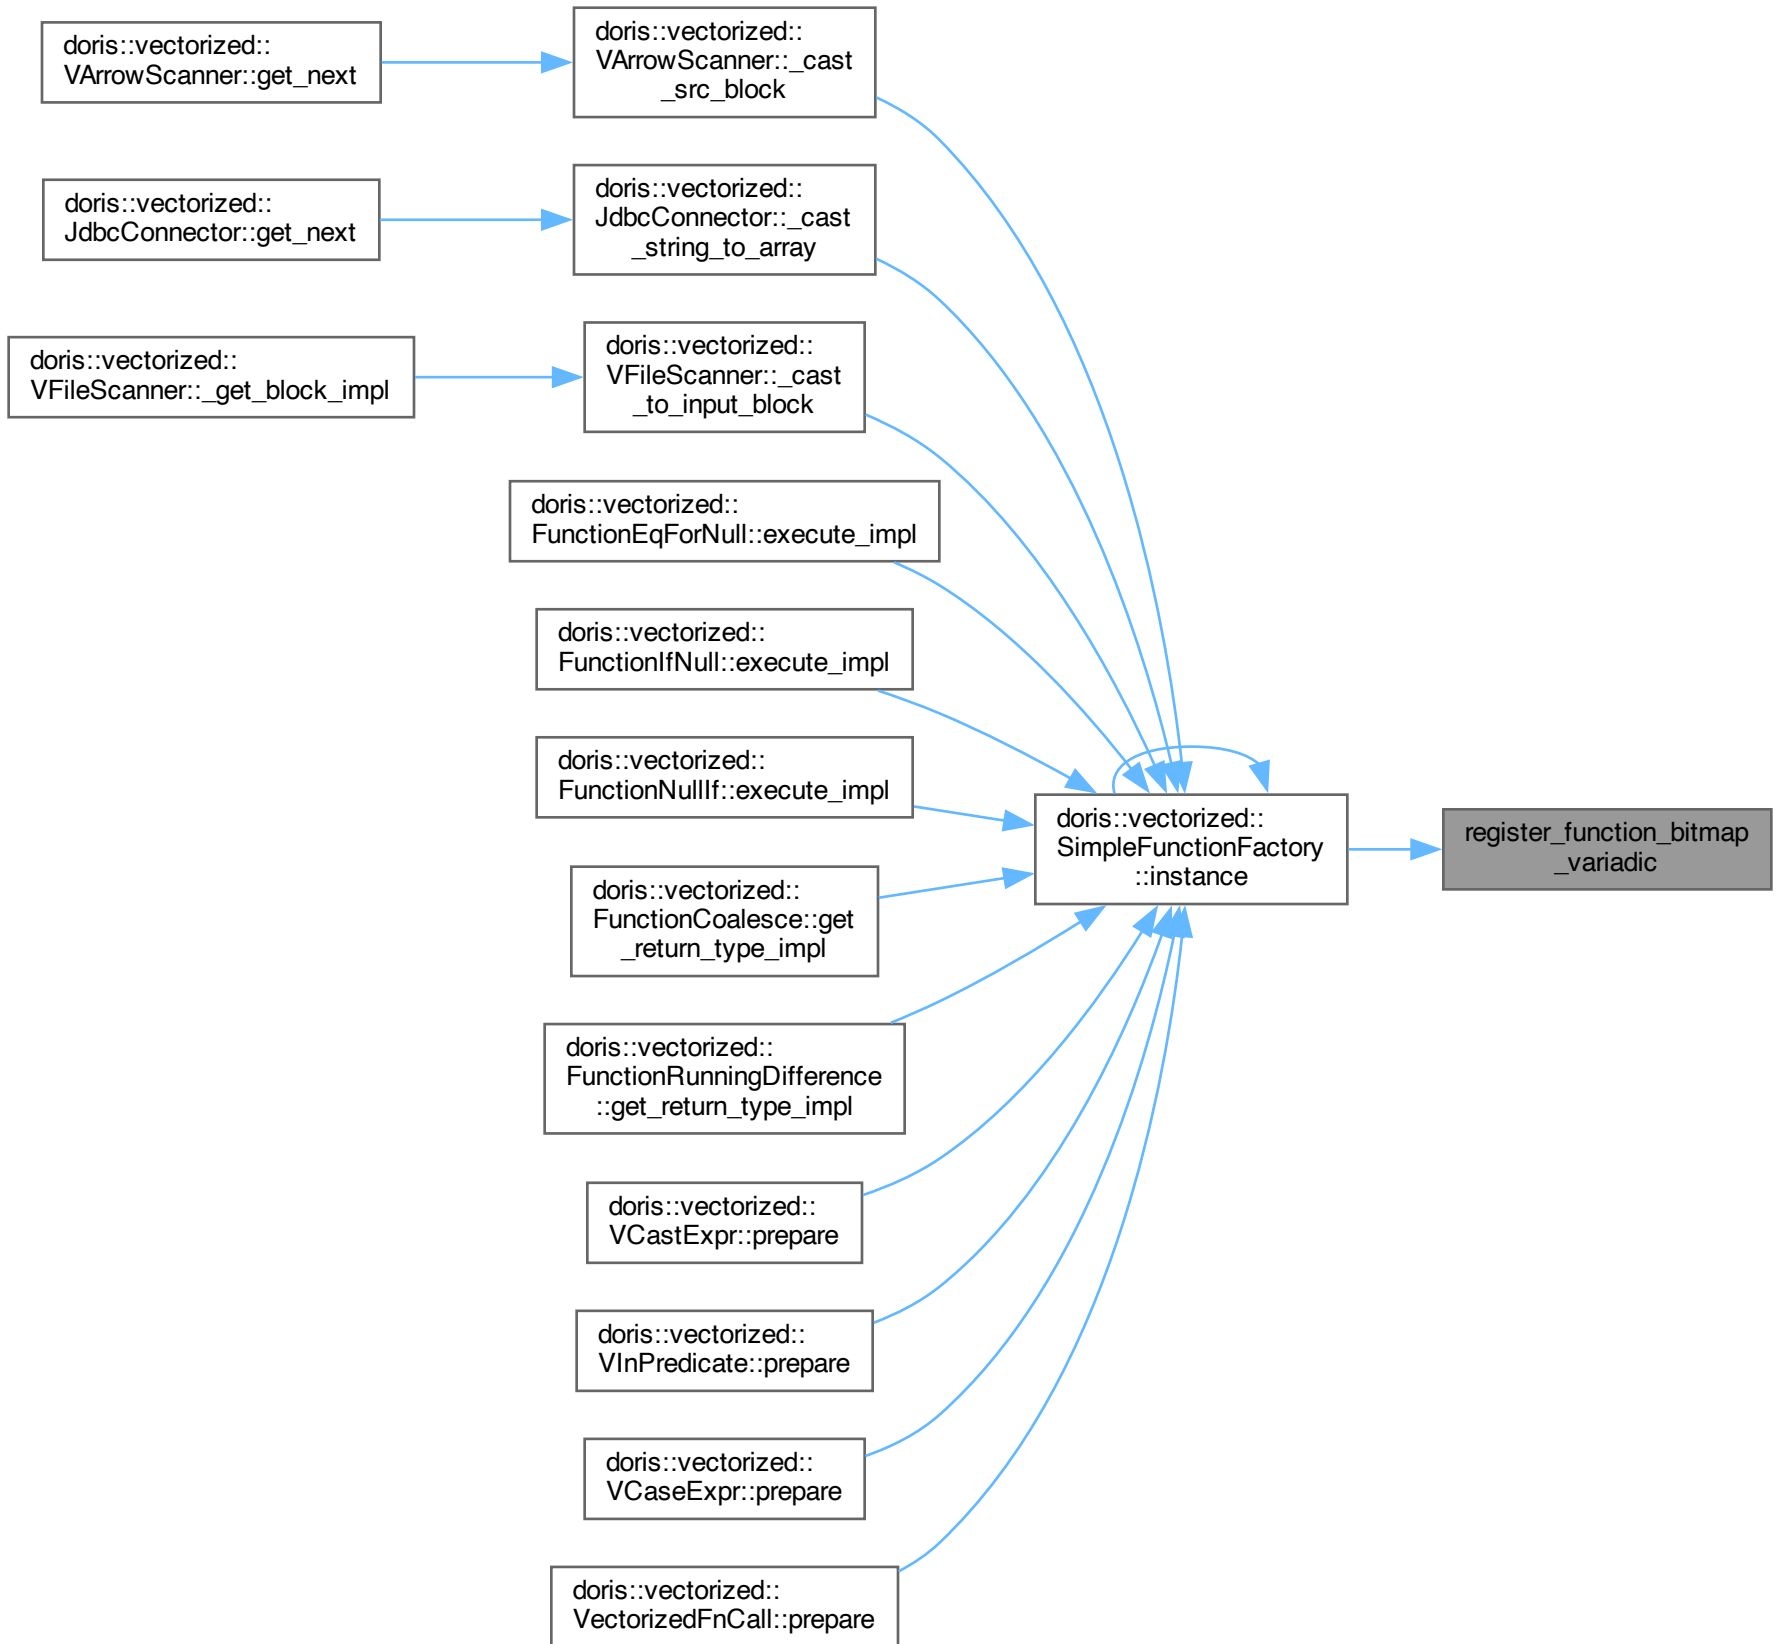 doris::vectorized::
VArrowScanner::get_next
doris::vectorized::
VArrowScanner::_cast
_src_block
doris::vectorized::
JdbcConnector::get_next
doris::vectorized::
JdbcConnector::_cast
_string_to_array
doris::vectorized::
VFileScanner::_get_block_impl
doris::vectorized::
VFileScanner::_cast
_to_input_block
doris::vectorized::
FunctionEqForNull::execute_impl
doris::vectorized::
FunctionIfNull::execute_impl
doris::vectorized::
FunctionNullIf::execute_impl
doris::vectorized::
SimpleFunctionFactory
::instance
register_function_bitmap
_variadic
doris::vectorized::
FunctionCoalesce::get
_return_type_impl
doris::vectorized::
FunctionRunningDifference
::get_return_type_impl
doris::vectorized::
VCastExpr::prepare
doris::vectorized::
VInPredicate::prepare
doris::vectorized::
VCaseExpr::prepare
doris::vectorized::
VectorizedFnCall::prepare